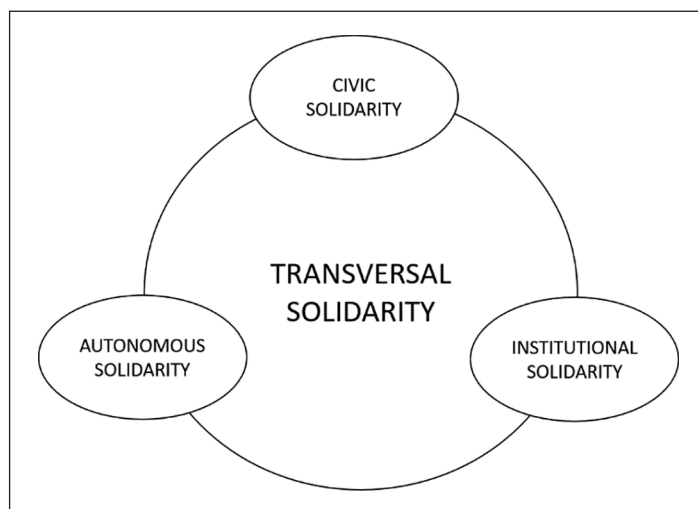 CIVIC
SOLIDARITY
TRANSVERSAL
SOLIDARITY
AUTONOMOUS
SOLIDARITY
INSTITUTIONAL
SOLIDARITY